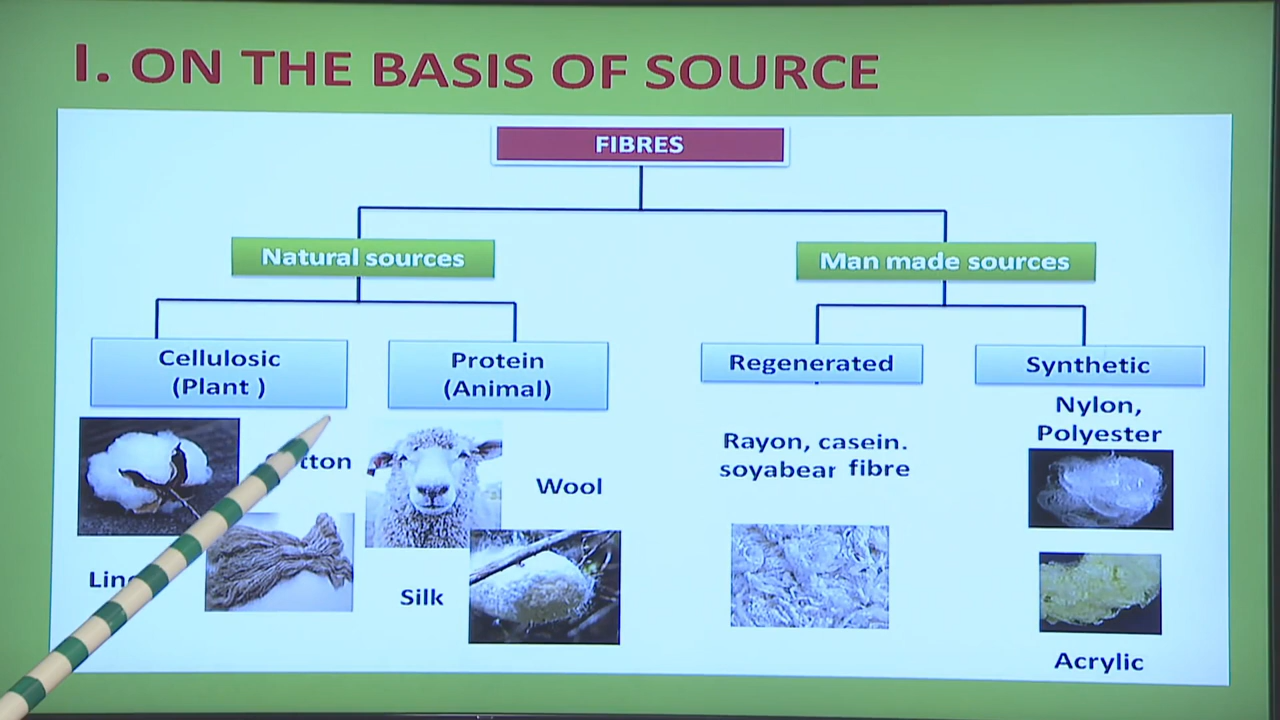 I. ON THE BASIS OF SOURCE
FIBRES
Natural sources
Man made sources
Cellulosic
(Plant )
Protein
(Animal)
Regenerated
Synthetic
Cotton
Wool
Silk
Rayon, casein.
soyabear fibre
Nylon,
Polyester
Acrylic